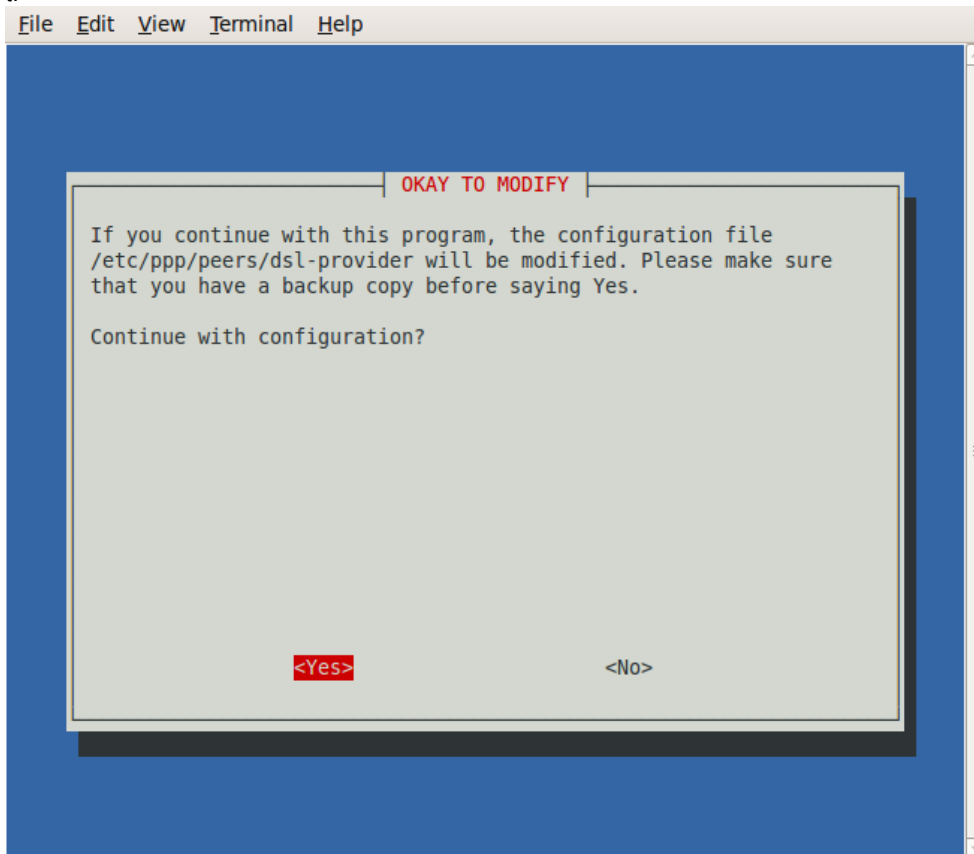 File Edit View Terminal Help
OKAY TO MODIFY
If you continue with this program, the configuration file
/etc/ppp/peers/dsl-provider will be modified. Please make sure
that you have a backup copy before saying Yes.
Continue with configuration?
<Yes> <No>